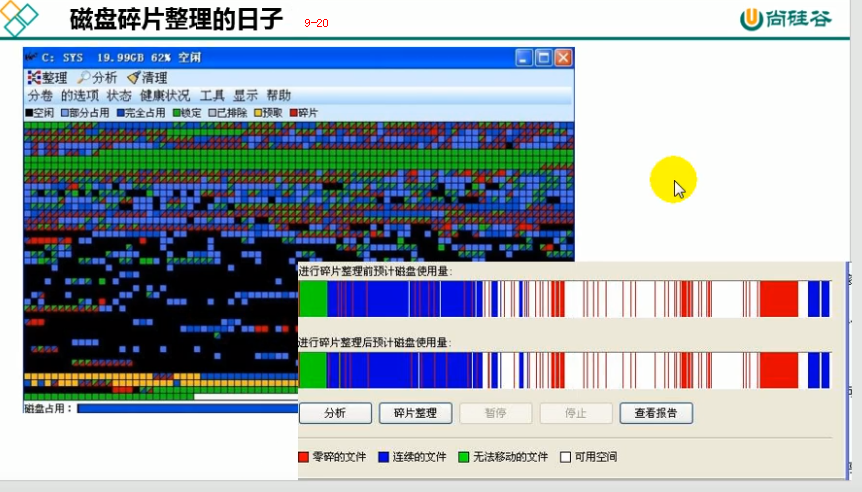 磁盘碎片整理的日子 9-20
尚硅谷
C: SYS 19.99GB 62% 空闲
整理 分析 清理
分卷 的选项 状态 健康状况 工具 显示 帮助
空闲 部分占用 完全占用 锁定 已排除 预取 碎片
进行碎片整理前预计磁盘使用量:
进行碎片整理后预计磁盘使用量:
磁盘占用:
分析 碎片整理 暂停 停止 查看报告
零碎的文件 连续的文件 无法移动的文件 可用空间